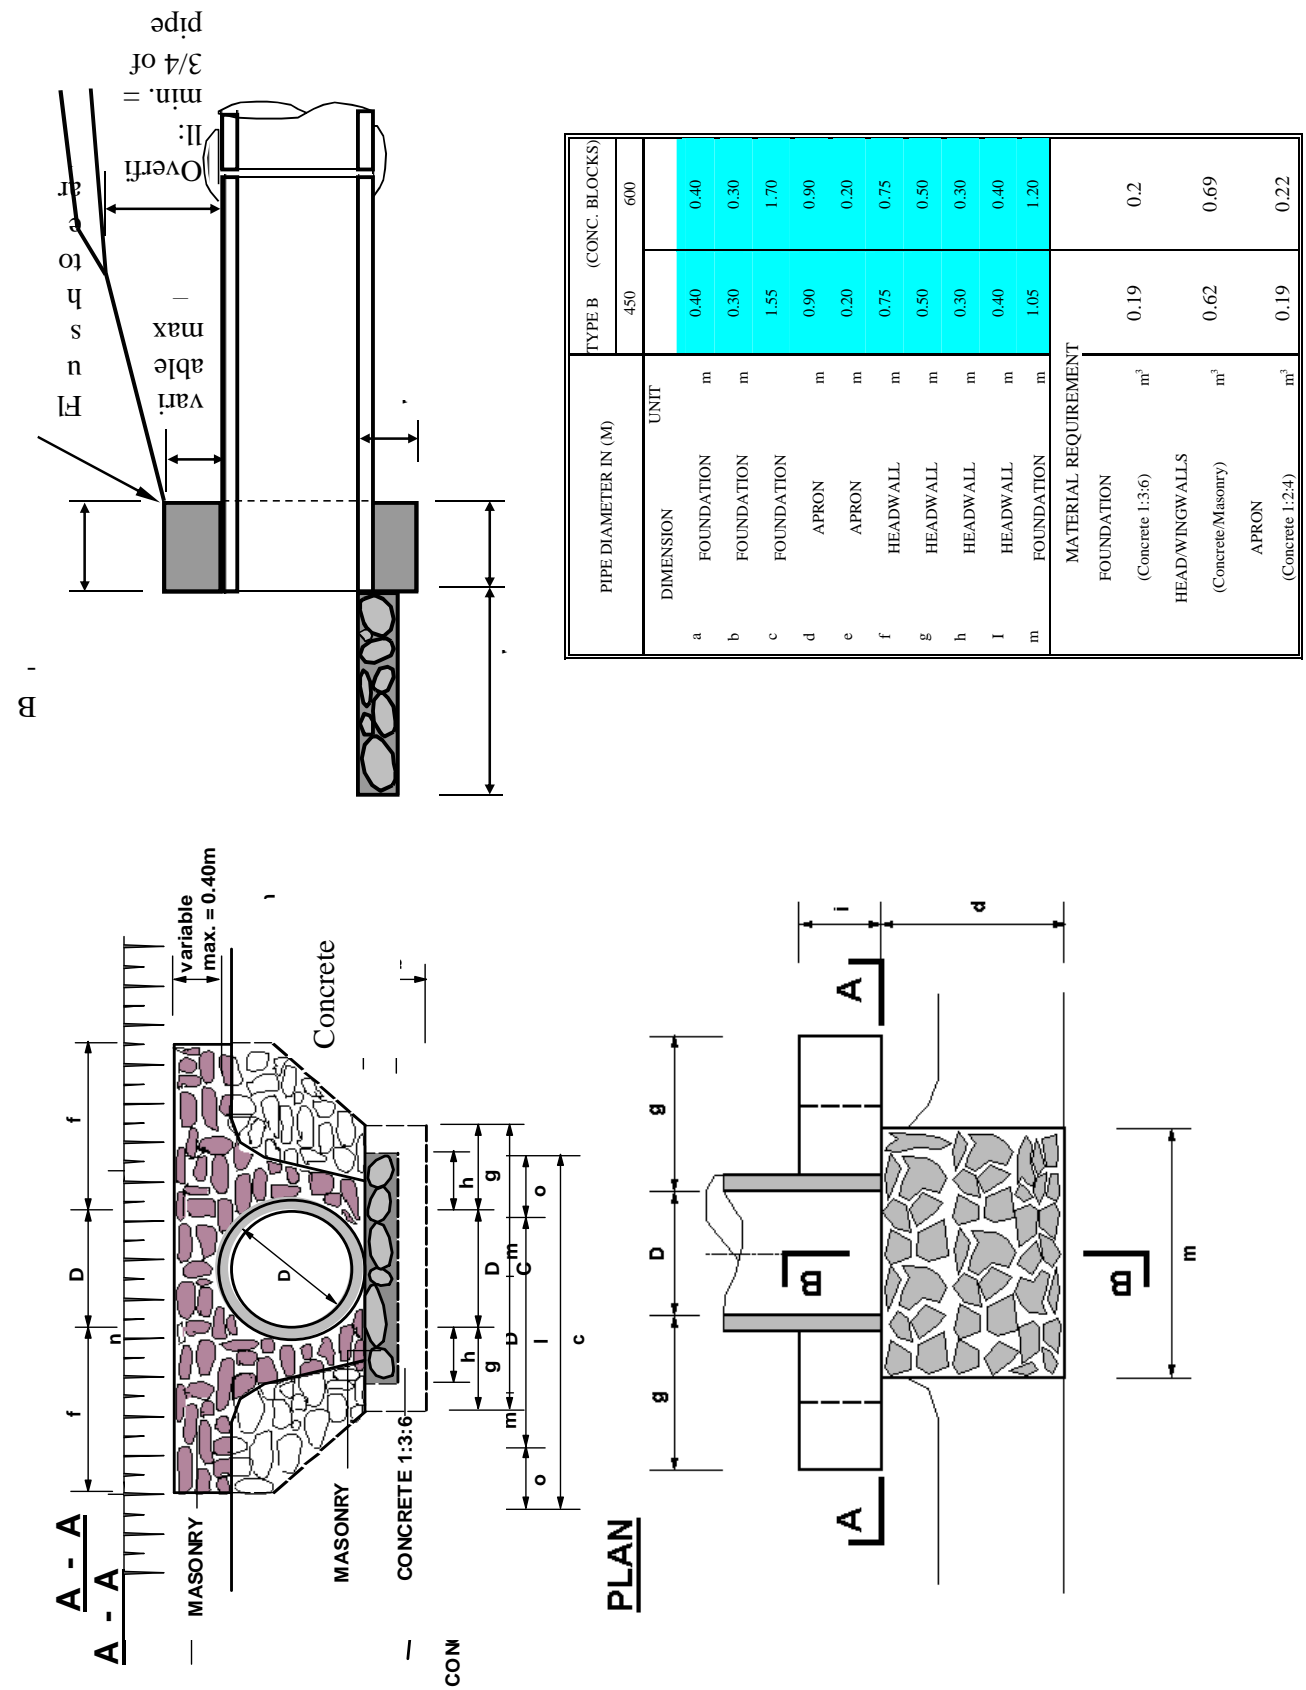 B
-
Fl
u
s
h
to
e
ar
vari
able
max
–
Overfi
ll:
min. =
3/4 of
pipe
A - A
A - A
n
f
D
f
variable
max. = 0.40m
MASONRY
MASONRY
CONCRETE 1:3:6
CON
Concrete
D
h
h
g
D
g
m
D
m
o
C
l
o
c
PLAN
g
D
g
i
d
A
A
B
B
m
PIPE DIAMETER IN (M) TYPE B (CONC. BLOCKS)
450 600
DIMENSION UNIT
a FOUNDATION m 0.40 0.40
b FOUNDATION m 0.30 0.30
c FOUNDATION 1.55 1.70
d APRON m 0.90 0.90
e APRON m 0.20 0.20
f HEADWALL m 0.75 0.75
g HEADWALL m 0.50 0.50
h HEADWALL m 0.30 0.30
I HEADWALL m 0.40 0.40
m FOUNDATION m 1.05 1.20
MATERIAL REQUIREMENT
FOUNDATION
(Concrete 1:3:6) m³ 0.19 0.2
HEAD/WINGWALLS
(Concrete/Masonry) m³ 0.62 0.69
APRON
(Concrete 1:2:4) m³ 0.19 0.22